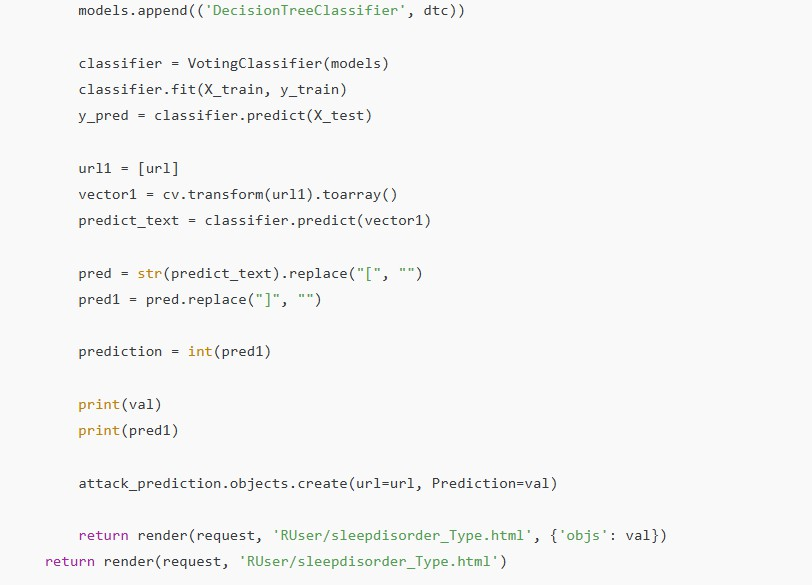 models.append(('DecisionTreeClassifier', dtc))
classifier = VotingClassifier(models)
classifier.fit(X_train, y_train)
y_pred = classifier.predict(X_test)
url1 = [url]
vector1 = cv.transform(url1).toarray()
predict_text = classifier.predict(vector1)
pred = str(predict_text).replace("[", "")
pred1 = pred.replace("]", "")
prediction = int(pred1)
print(val)
print(pred1)
attack_prediction.objects.create(url=url, Prediction=val)
return render(request, 'RUser/sleepdisorder_Type.html', {'objs': val})
return render(request, 'RUser/sleepdisorder_Type.html')